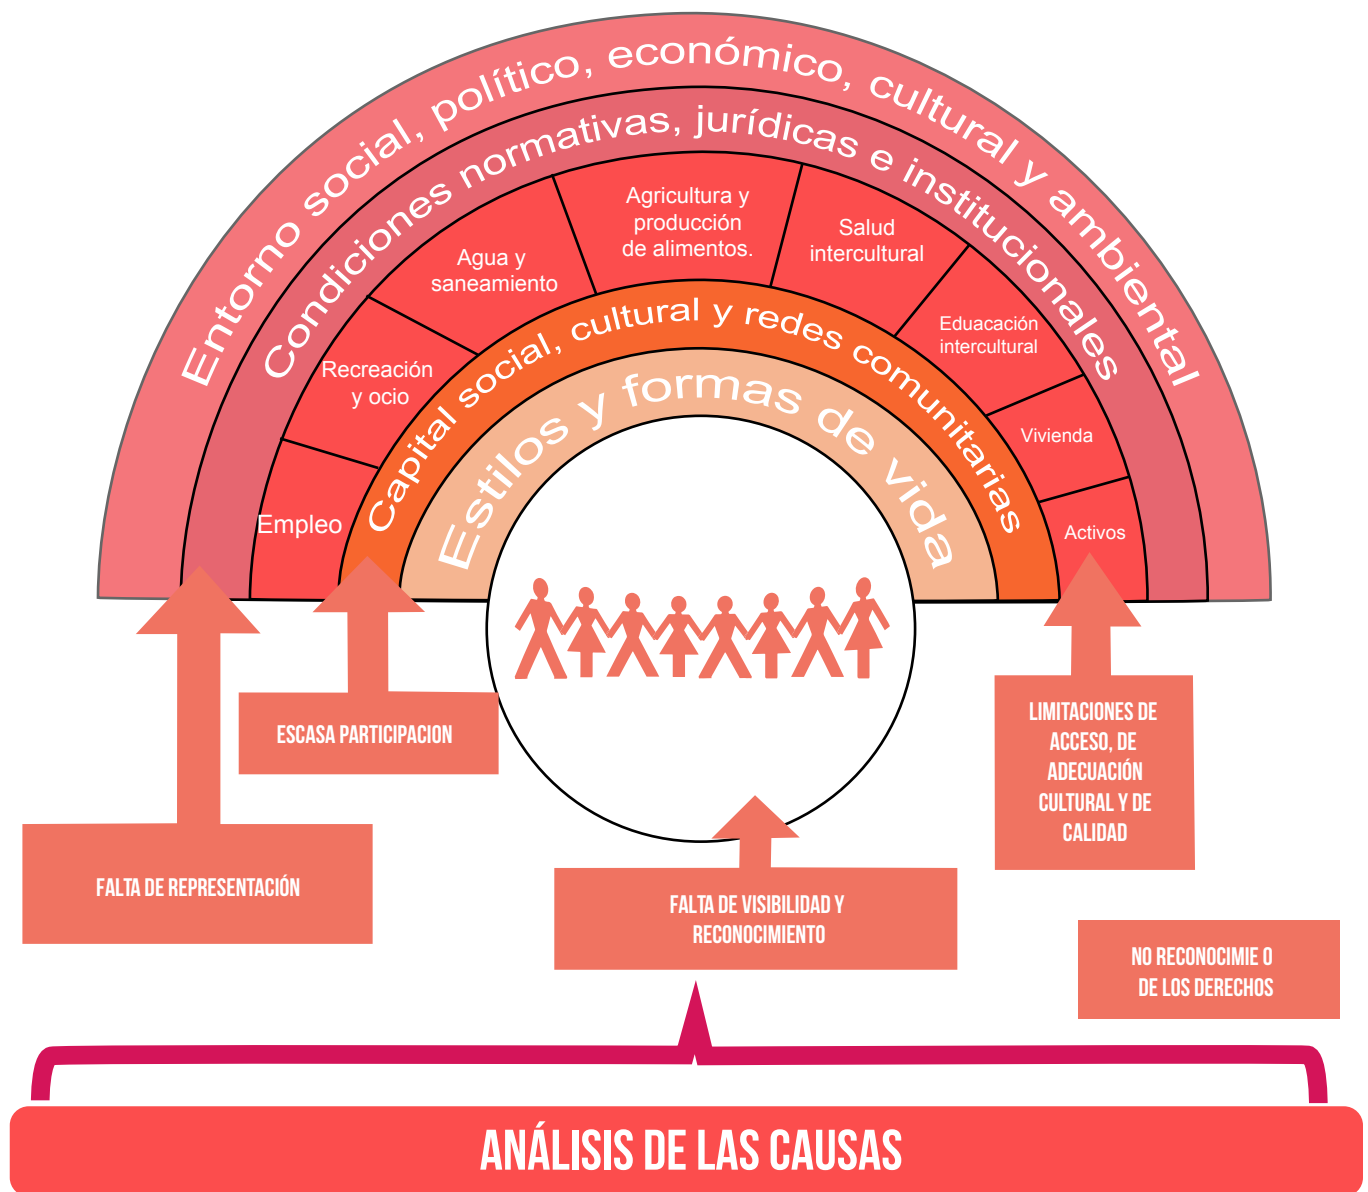 Entorno social, político, económico, cultural y ambiental
Condiciones normativas, jurídicas e institucionales
Agricultura y
producción
de alimentos.
Salud
intercultural
Agua y
saneamiento
Eduacación
intercultural
Recreación
y ocio
Vivienda
Empleo
Activos
Capital social, cultural y redes comunitarias
Estilos y formas de vida
ESCASA PARTICIPACION
LIMITACIONES DE
ACCESO, DE
ADECUACIÓN
CULTURAL Y DE
CALIDAD
FALTA DE REPRESENTACIÓN
FALTA DE VISIBILIDAD Y
RECONOCIMIENTO
NO RECONOCIMIE O
DE LOS DERECHOS
ANÁLISIS DE LAS CAUSAS